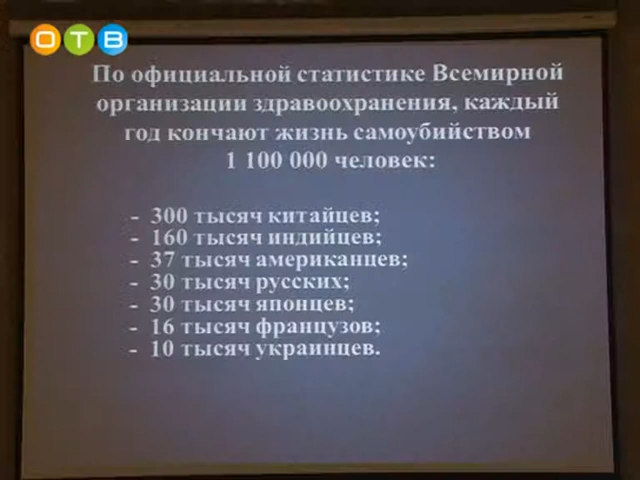 ОТВ
По официальной статистике Всемирной
организации здравоохранения, каждый
год кончают жизнь самоубийством
1 100 000 человек:
- 300 тысяч китайцев;
- 160 тысяч индийцев;
- 37 тысяч американцев;
- 30 тысяч русских;
- 30 тысяч японцев;
- 16 тысяч французов;
- 10 тысяч украинцев.